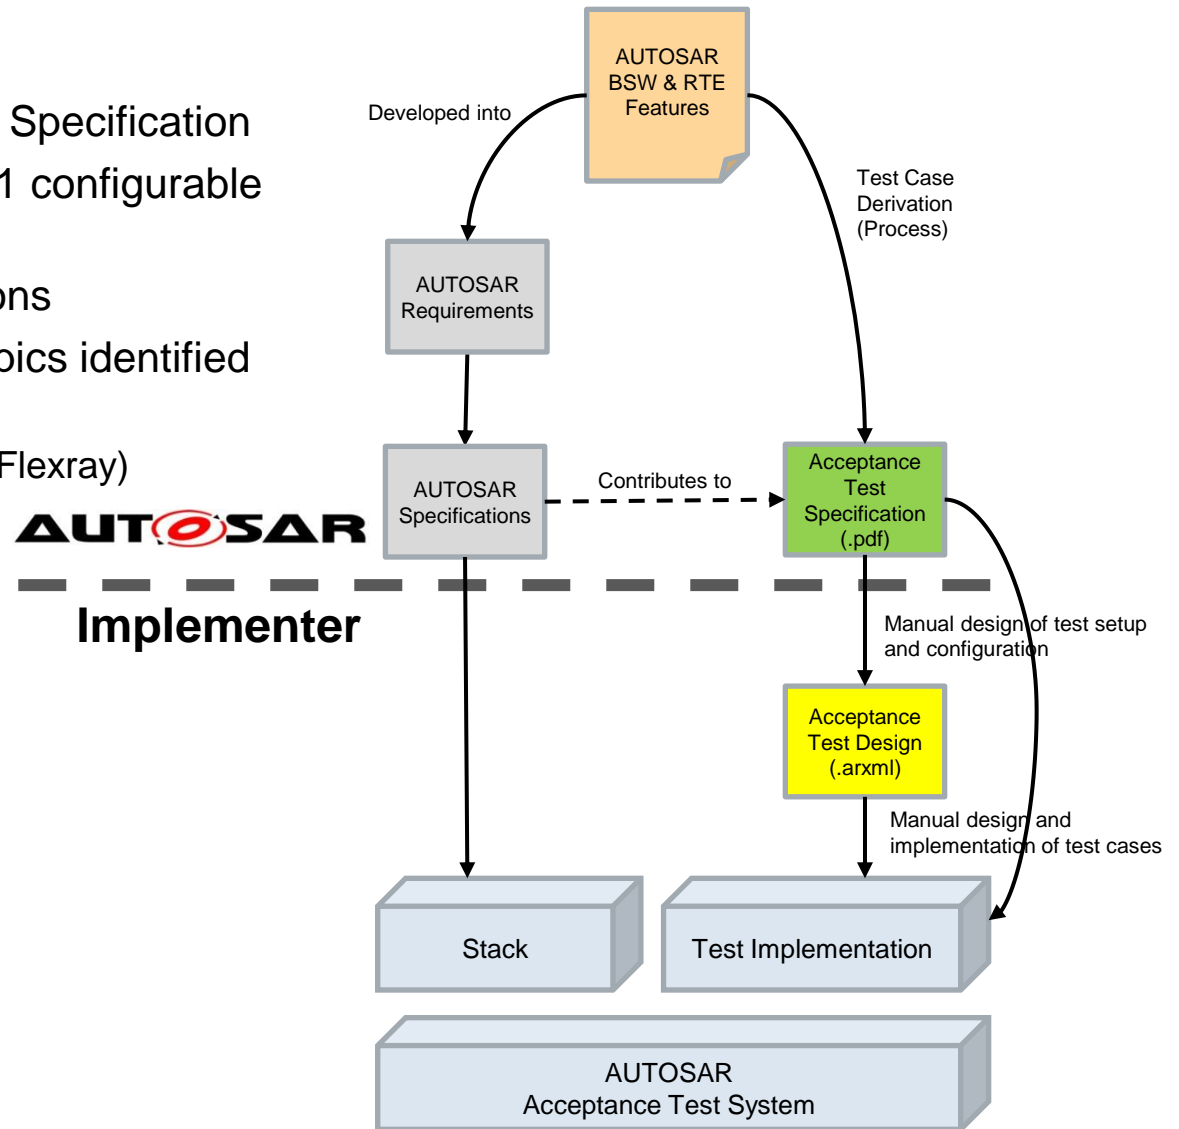 Specification
1 configurable
ons
pics identified
Flexray)
AUTOSAR
Implementer
AUTOSAR
BSW & RTE
Features
Developed into
Test Case
Derivation
(Process)
AUTOSAR
Requirements
AUTOSAR
Specifications
Contributes to
Acceptance
Test
Specification
(.pdf)
Manual design of test setup
and configuration
Acceptance
Test Design
(.arxml)
Manual design and
implementation of test cases
Stack
Test Implementation
AUTOSAR
Acceptance Test System